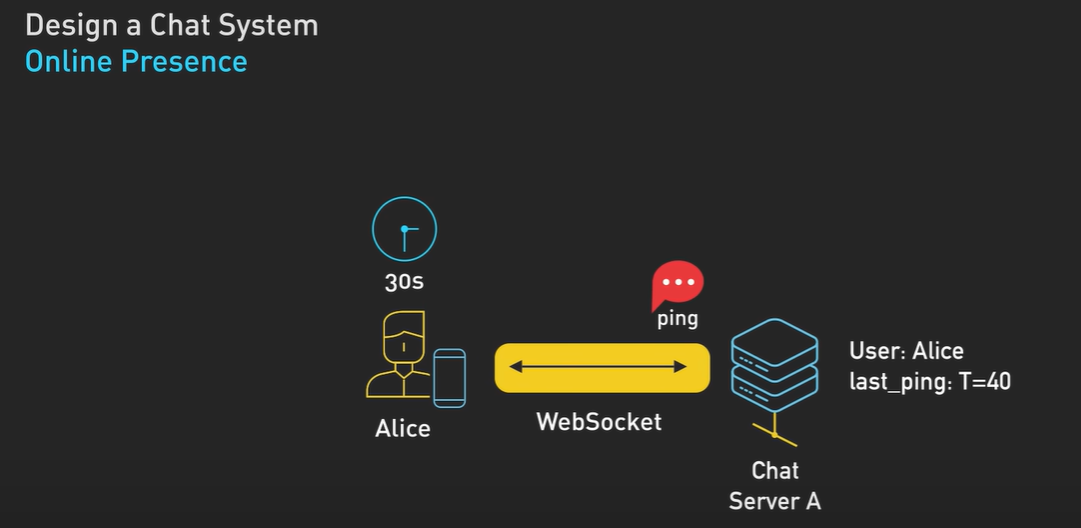 Design a Chat System
Online Presence
30s
ping
User: Alice
last_ping: T=40
Alice
WebSocket
Chat
Server A